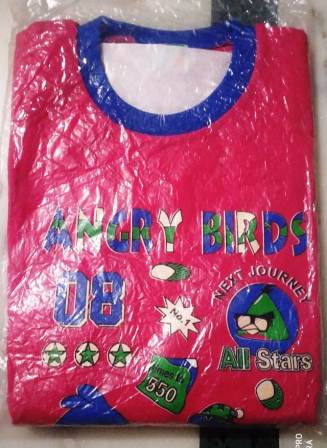 ANGRY BIRDS
08
No.1
NEXT JOURNEY
All Stars
550